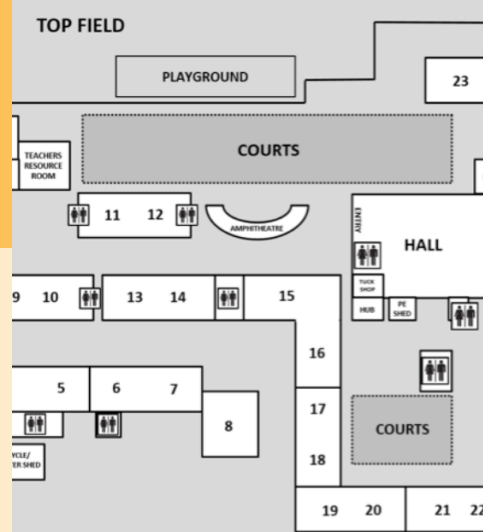 TOP FIELD
PLAYGROUND
23
COURTS
TEACHERS
RESOURCE
ROOM
11 12
AMPHITHEATRE
ENTRY
HALL
TUCK
SHOP
HUB
PE
SHED
9 10
13 14
15
16
5
6
7
8
17
COURTS
18
19 20
21 22